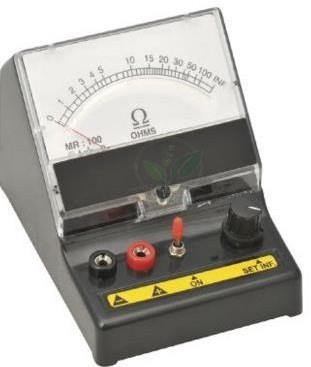 0 1 2 3 4 5 10 15 20 30 50 100 INF
Ω
OHMS
MR : 100
− + ON SET INF.